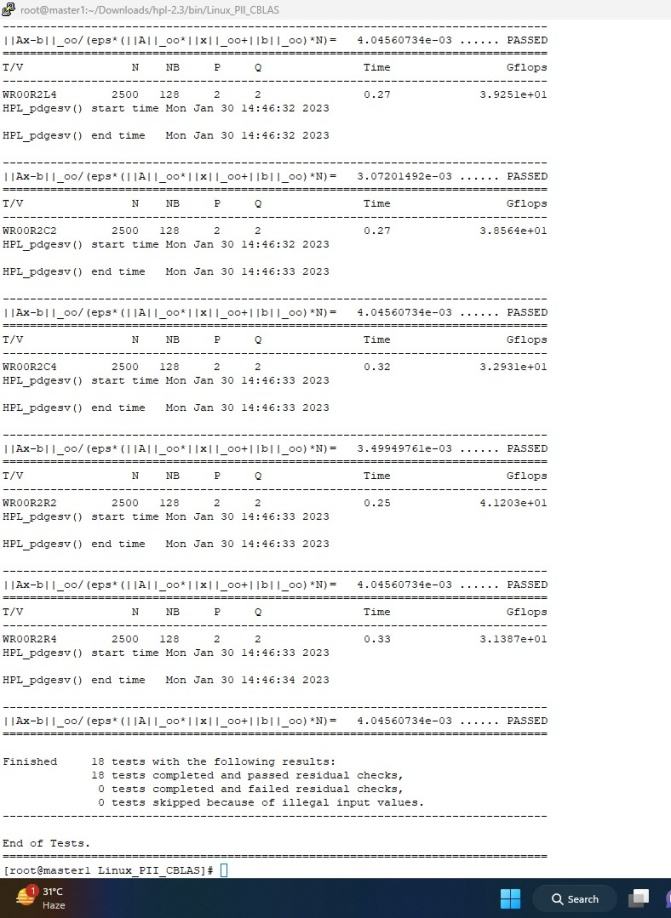 root@master1:~/Downloads/hpl-2.3/bin/Linux_PII_CBLAS
--------------------------------------------------------------------------------
||Ax-b||_oo/(eps*(||A||_oo*||x||_oo+||b||_oo)*N)=   4.04560734e-03 ...... PASSED
================================================================================
T/V                N    NB     P     Q               Time                 Gflops
--------------------------------------------------------------------------------
WR00R2L4        2500   128     2     2               0.27             3.9251e+01
HPL_pdgesv() start time Mon Jan 30 14:46:32 2023
HPL_pdgesv() end time   Mon Jan 30 14:46:32 2023
--------------------------------------------------------------------------------
||Ax-b||_oo/(eps*(||A||_oo*||x||_oo+||b||_oo)*N)=   3.07201492e-03 ...... PASSED
================================================================================
T/V                N    NB     P     Q               Time                 Gflops
--------------------------------------------------------------------------------
WR00R2C2        2500   128     2     2               0.27             3.8564e+01
HPL_pdgesv() start time Mon Jan 30 14:46:32 2023
HPL_pdgesv() end time   Mon Jan 30 14:46:33 2023
--------------------------------------------------------------------------------
||Ax-b||_oo/(eps*(||A||_oo*||x||_oo+||b||_oo)*N)=   4.04560734e-03 ...... PASSED
================================================================================
T/V                N    NB     P     Q               Time                 Gflops
--------------------------------------------------------------------------------
WR00R2C4        2500   128     2     2               0.32             3.2931e+01
HPL_pdgesv() start time Mon Jan 30 14:46:33 2023
HPL_pdgesv() end time   Mon Jan 30 14:46:33 2023
--------------------------------------------------------------------------------
||Ax-b||_oo/(eps*(||A||_oo*||x||_oo+||b||_oo)*N)=   3.49949761e-03 ...... PASSED
================================================================================
T/V                N    NB     P     Q               Time                 Gflops
--------------------------------------------------------------------------------
WR00R2R2        2500   128     2     2               0.25             4.1203e+01
HPL_pdgesv() start time Mon Jan 30 14:46:33 2023
HPL_pdgesv() end time   Mon Jan 30 14:46:33 2023
--------------------------------------------------------------------------------
||Ax-b||_oo/(eps*(||A||_oo*||x||_oo+||b||_oo)*N)=   4.04560734e-03 ...... PASSED
================================================================================
T/V                N    NB     P     Q               Time                 Gflops
--------------------------------------------------------------------------------
WR00R2R4        2500   128     2     2               0.33             3.1387e+01
HPL_pdgesv() start time Mon Jan 30 14:46:33 2023
HPL_pdgesv() end time   Mon Jan 30 14:46:34 2023
--------------------------------------------------------------------------------
||Ax-b||_oo/(eps*(||A||_oo*||x||_oo+||b||_oo)*N)=   4.04560734e-03 ...... PASSED
================================================================================
Finished     18 tests with the following results:
             18 tests completed and passed residual checks,
              0 tests completed and failed residual checks,
              0 tests skipped because of illegal input values.
--------------------------------------------------------------------------------
End of Tests.
================================================================================
[root@master1 Linux_PII_CBLAS]#
1
31°C
Haze
Search